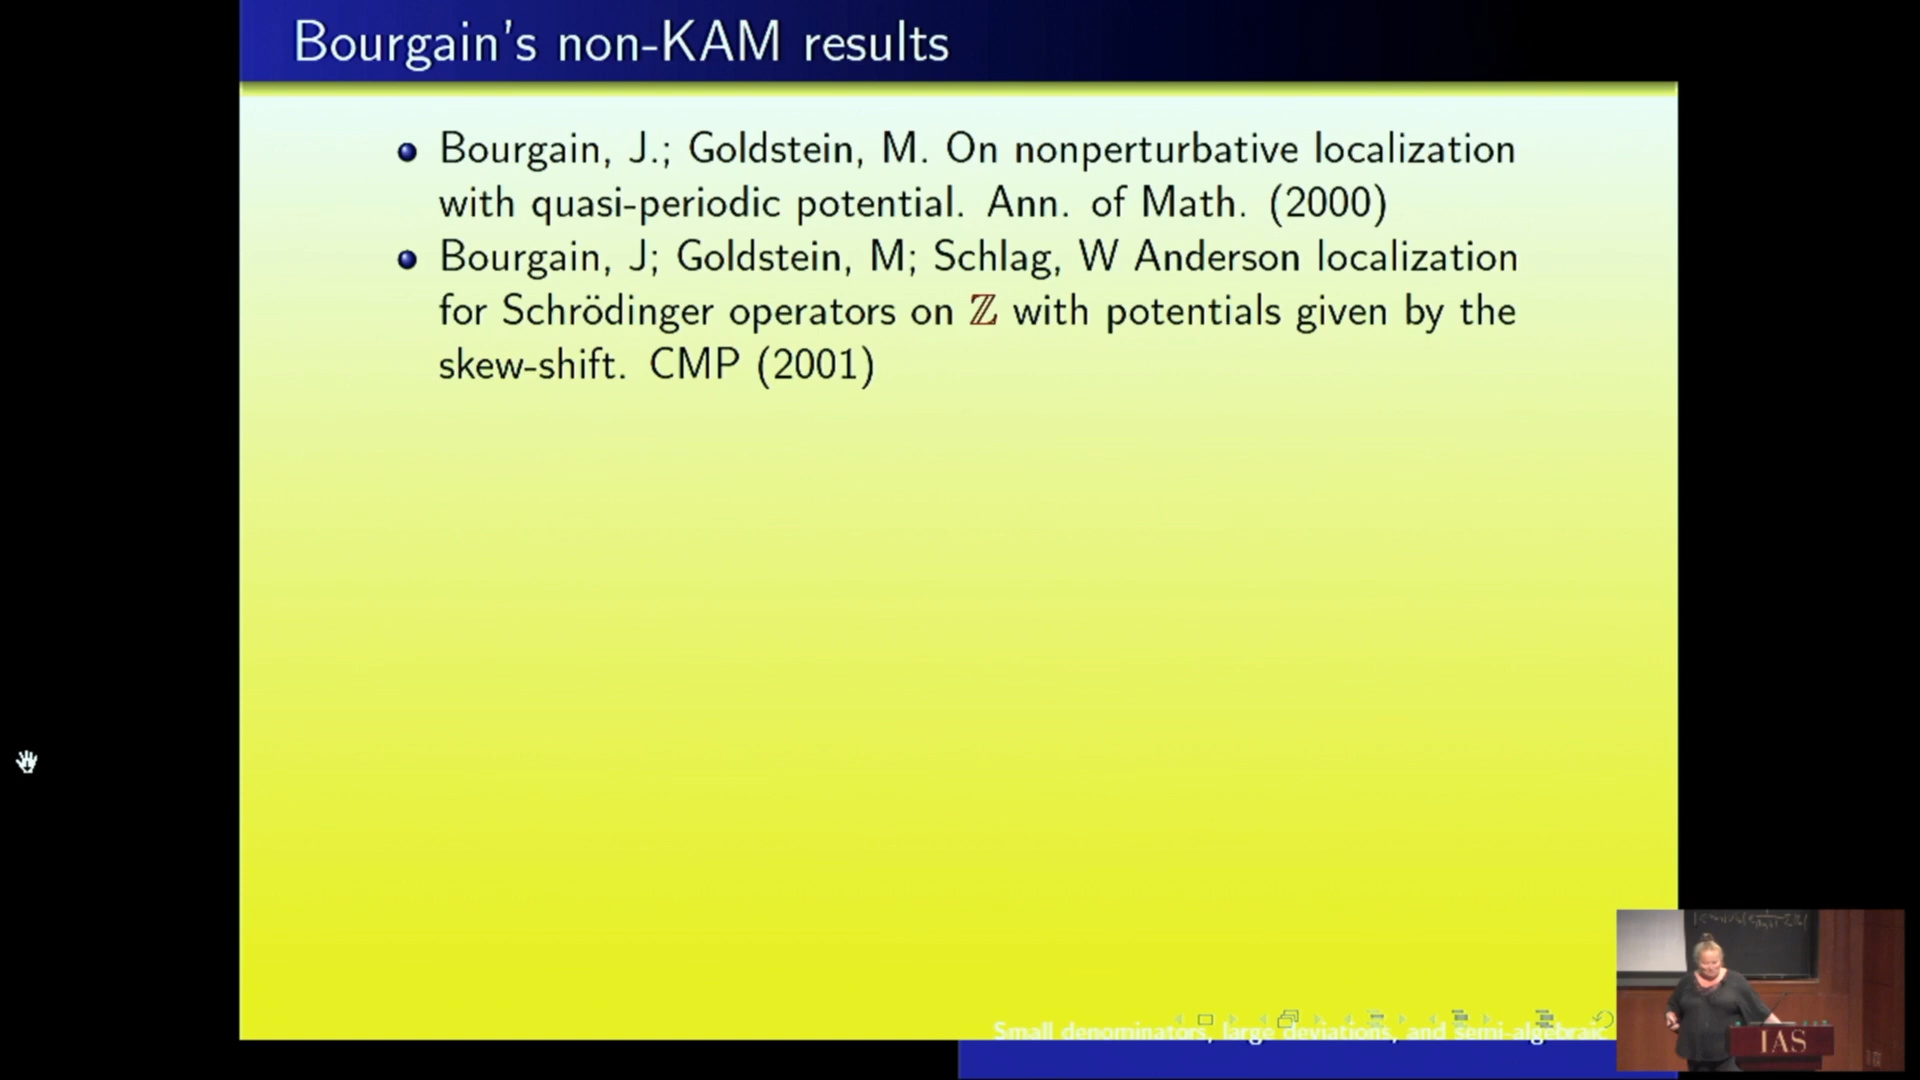 Bourgain's non-KAM results
Bourgain, J.; Goldstein, M. On nonperturbative localization
with quasi-periodic potential. Ann. of Math. (2000)
Bourgain, J; Goldstein, M; Schlag, W Anderson localization
for Schrödinger operators on ℤ with potentials given by the
skew-shift. CMP (2001)
Small denominators, large deviations, and semi-algebraic
IAS